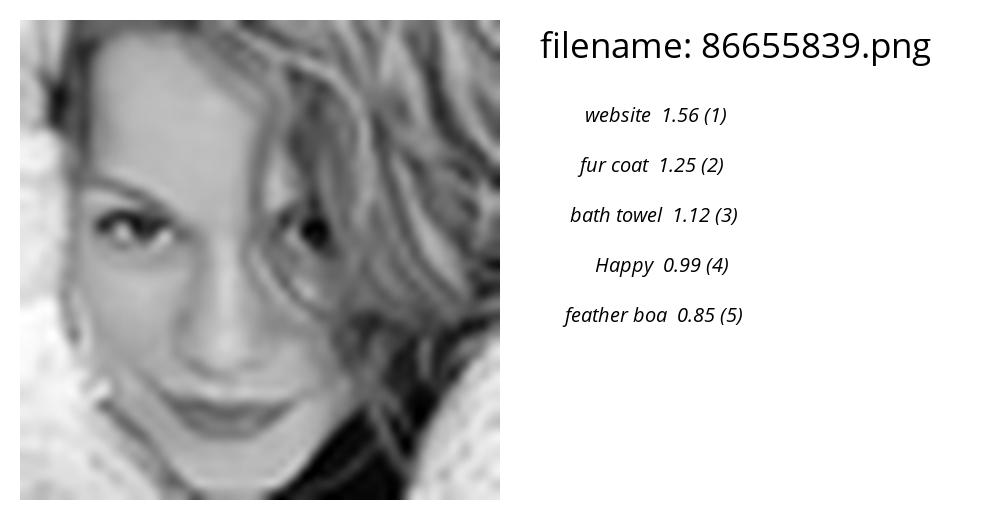 filename: 86655839.png
website 1.56 (1)
fur coat 1.25 (2)
bath towel 1.12 (3)
Happy 0.99 (4)
feather boa 0.85 (5)